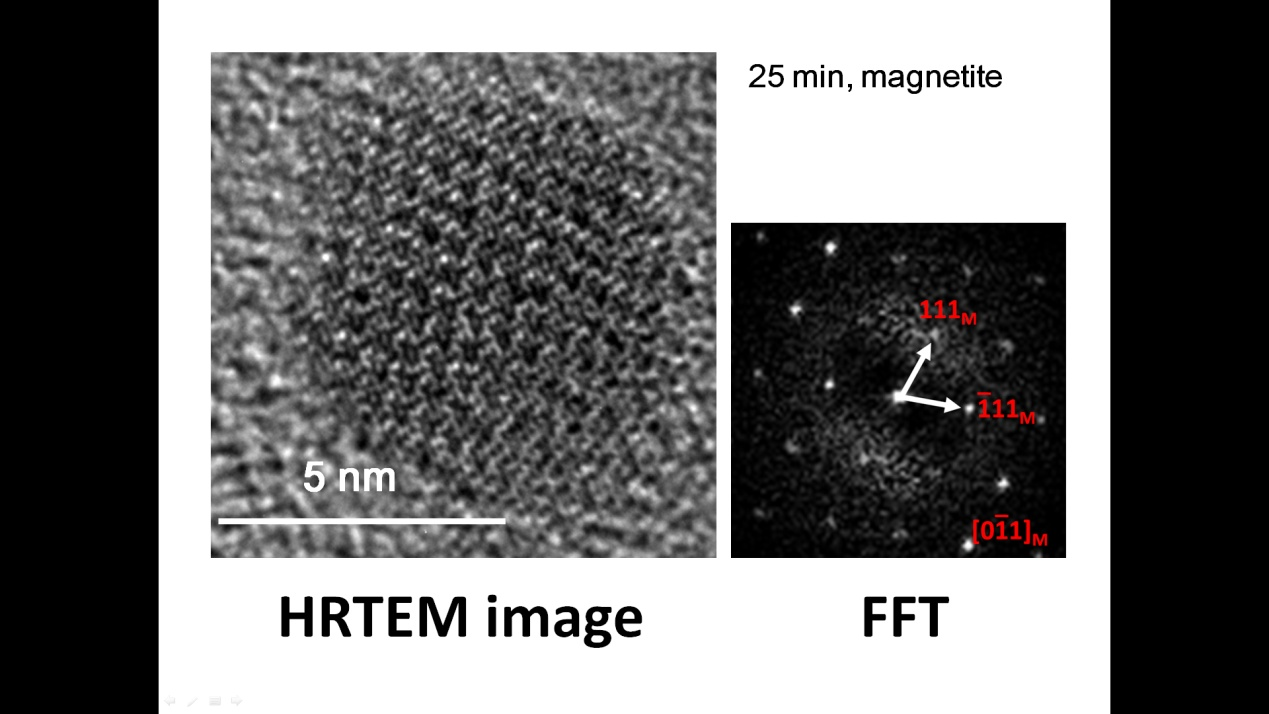 25 min, magnetite
111M
1̅11M
5 nm
[01̅1]M
HRTEM image
FFT